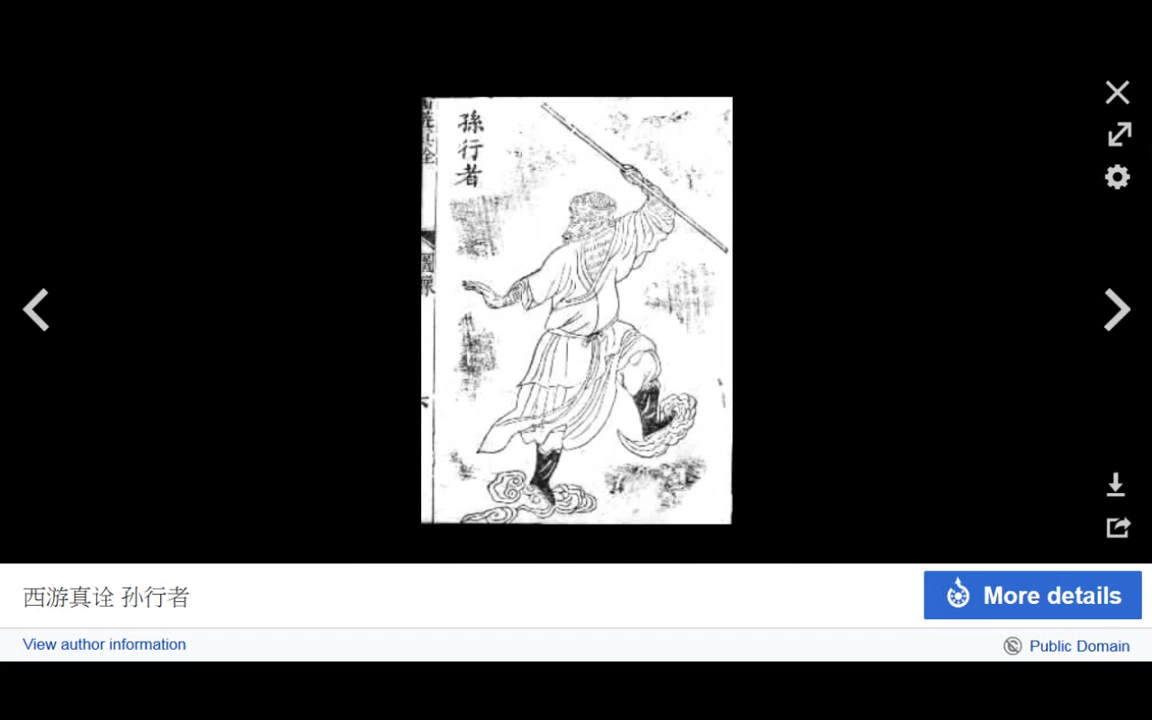 孫行者
西游真诠 孙行者
More details
View author information
Public Domain